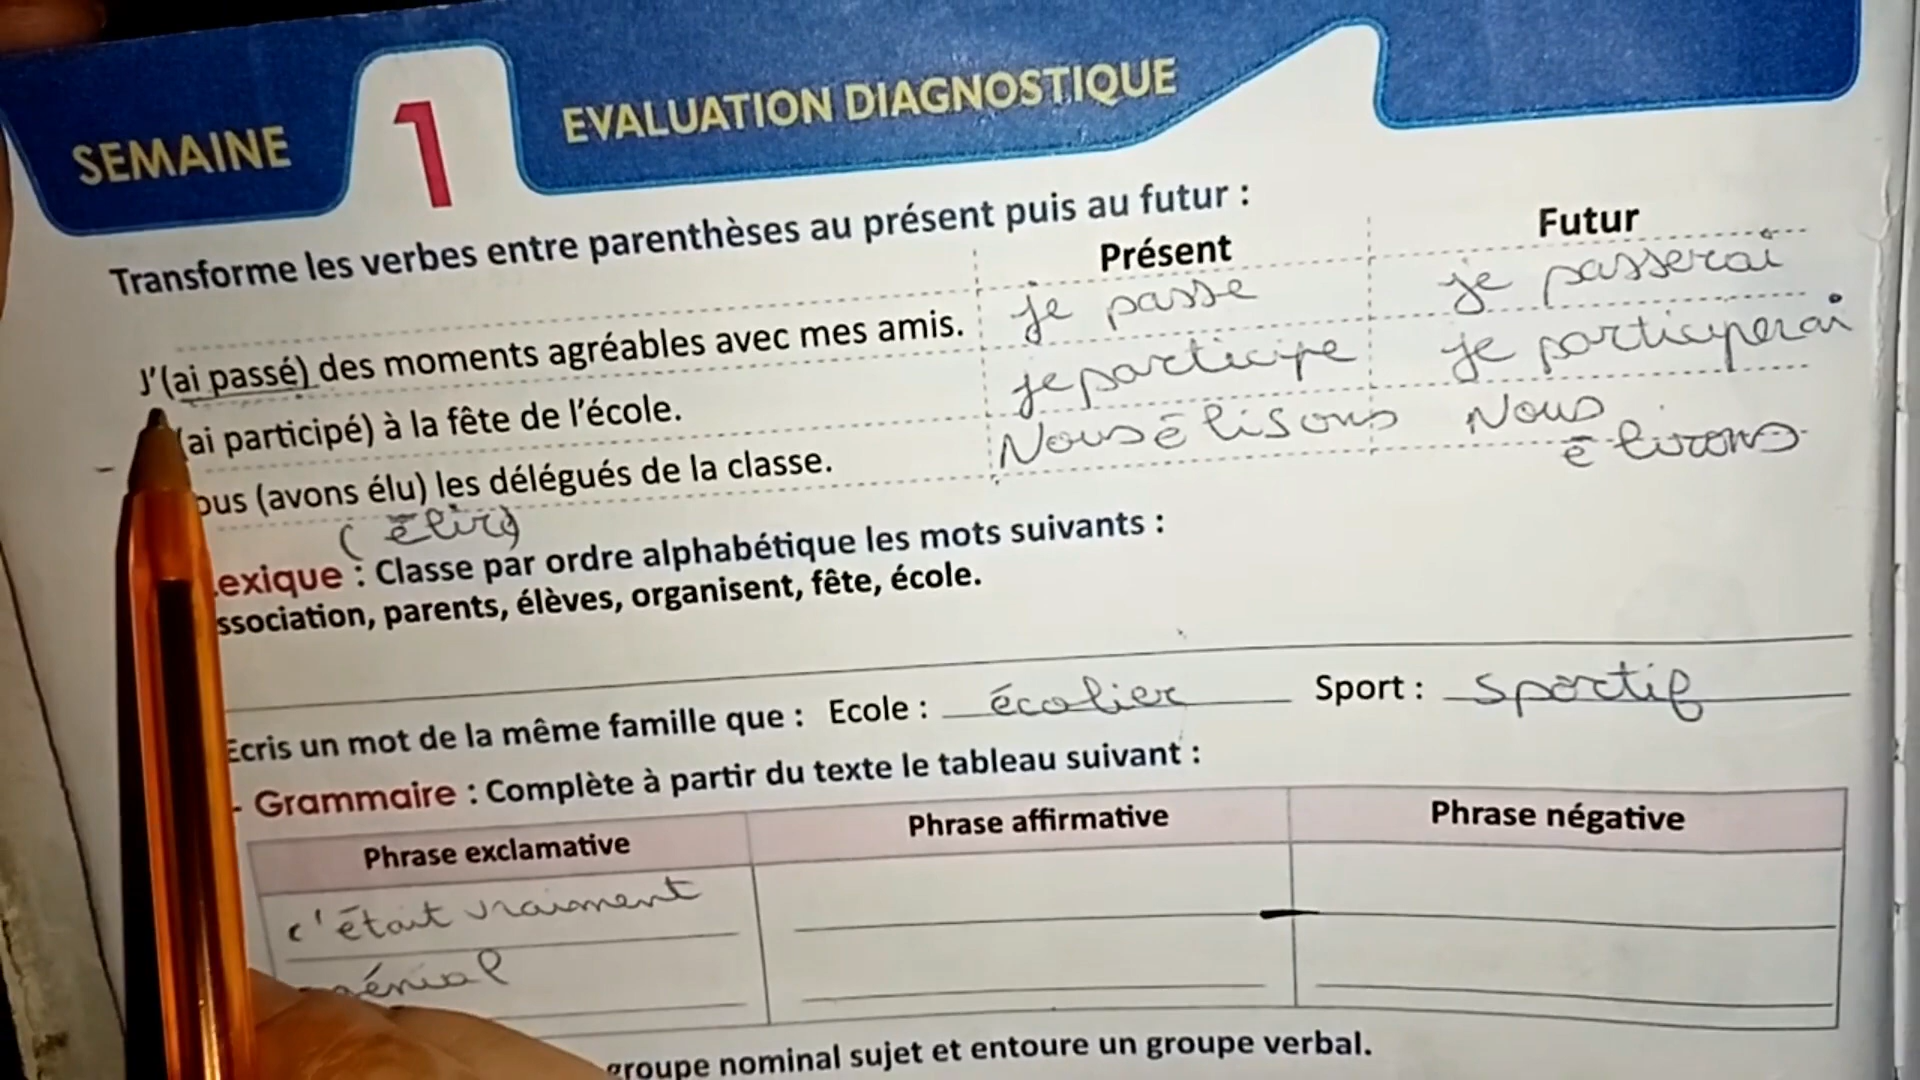 SEMAINE 1 EVALUATION DIAGNOSTIQUE
Transforme les verbes entre parenthèses au présent puis au futur :
Présent Futur
J'(ai passé) des moments agréables avec mes amis. je passe je passerai
(ai participé) à la fête de l'école. je participe je participerai
ous (avons élu) les délégués de la classe. Nous élisons Nous élirons
(élire)
exique : Classe par ordre alphabétique les mots suivants :
ssociation, parents, élèves, organisent, fête, école.
Ecris un mot de la même famille que : Ecole : écolier Sport : sportif
- Grammaire : Complète à partir du texte le tableau suivant :
Phrase exclamative Phrase affirmative Phrase négative
c'était vraiment
génial
groupe nominal sujet et entoure un groupe verbal.